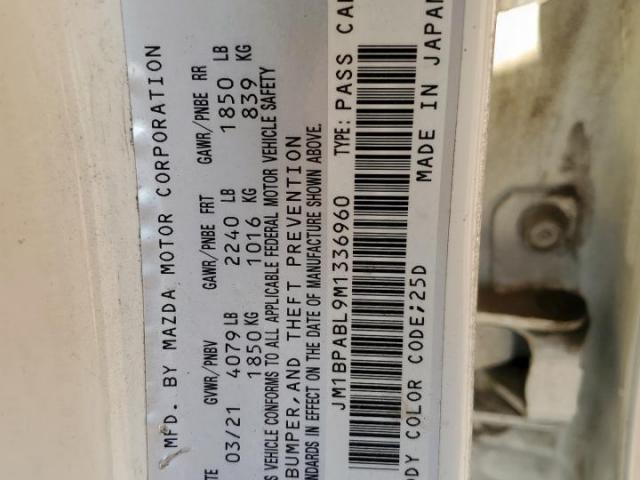 MFD. BY MAZDA MOTOR CORPORATION
GVWR/PNBV GAWR/PNBE FRT GAWR/PNBE RR
03/21 4079 LB 2240 LB 1850 LB
1850 KG 1016 KG 839 KG
VEHICLE CONFORMS TO ALL APPLICABLE FEDERAL MOTOR VEHICLE SAFETY
BUMPER, AND THEFT PREVENTION
IN EFFECT ON THE DATE OF MANUFACTURE SHOWN ABOVE.
JM1BPABL9M1336960 TYPE: PASS
COLOR CODE;25D MADE IN JAPAN